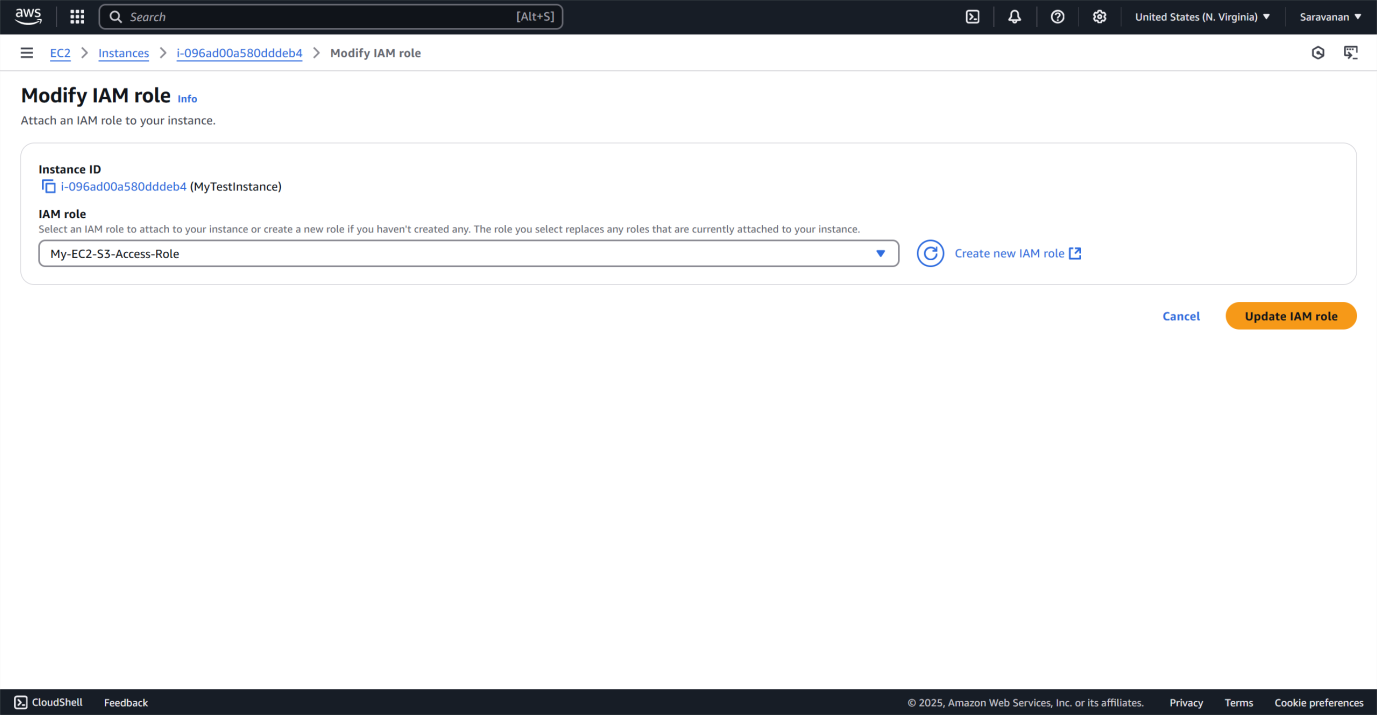 aws Search [Alt+S] United States (N. Virginia) Saravanan
EC2 Instances i-096ad00a580dddeb4 Modify IAM role
Modify IAM role Info
Attach an IAM role to your instance.
Instance ID
i-096ad00a580dddeb4 (MyTestInstance)
IAM role
Select an IAM role to attach to your instance or create a new role if you haven't created any. The role you select replaces any roles that are currently attached to your instance.
My-EC2-S3-Access-Role Create new IAM role
Cancel Update IAM role
CloudShell Feedback © 2025, Amazon Web Services, Inc. or its affiliates. Privacy Terms Cookie preferences